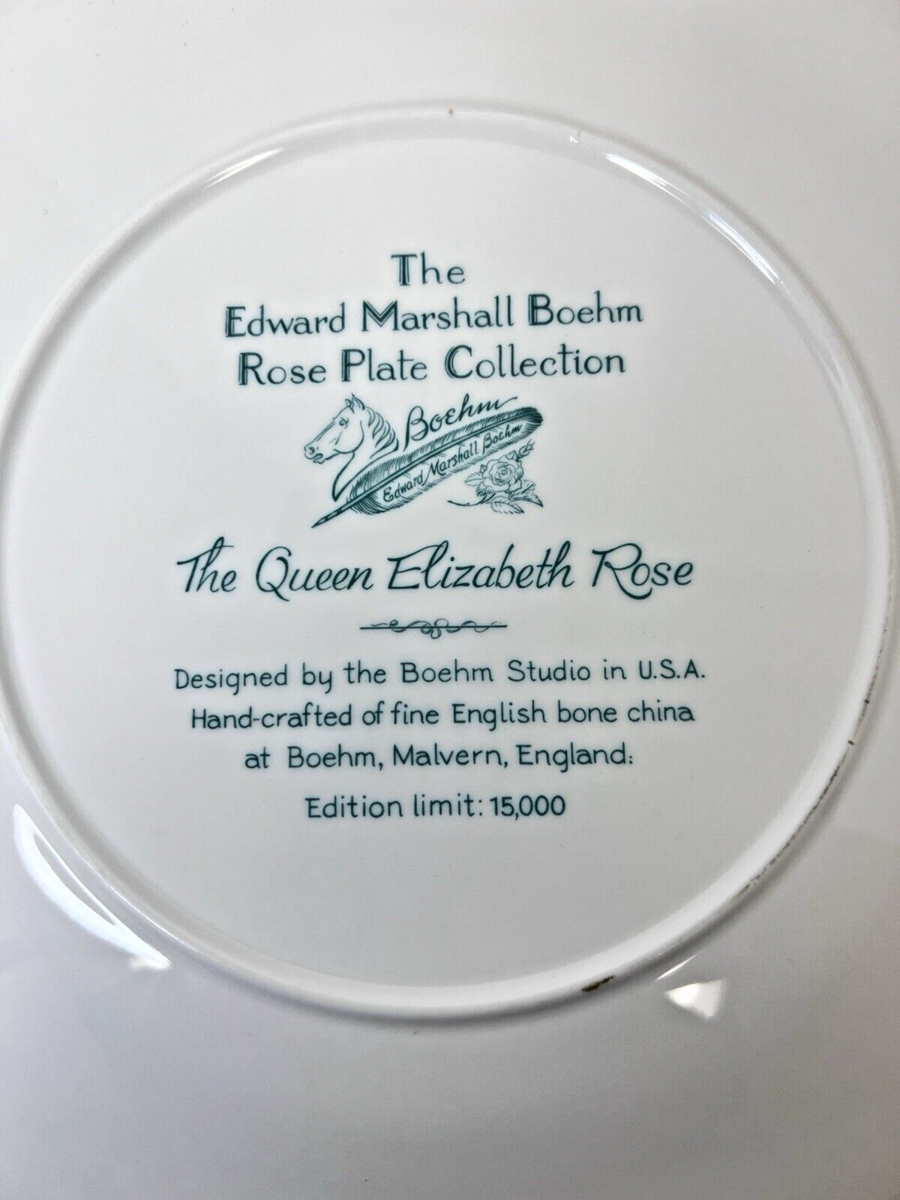 The
Edward Marshall Boehm
Rose Plate Collection
Boehm
Edward Marshall Boehm
The Queen Elizabeth Rose
Designed by the Boehm Studio in U.S.A.
Hand-crafted of fine English bone china
at Boehm, Malvern, England:
Edition limit: 15,000